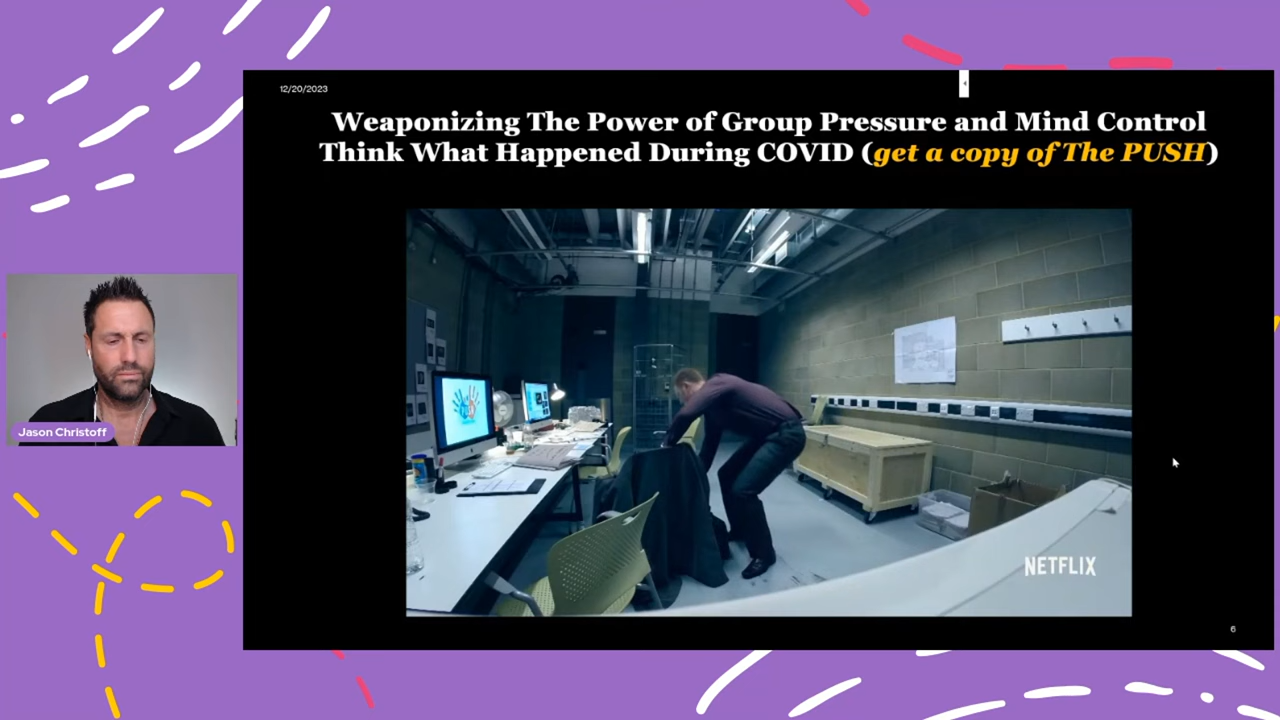 12/20/2023
Weaponizing The Power of Group Pressure and Mind Control
Think What Happened During COVID (get a copy of The PUSH)
Jason Christoff
NETFLIX
6